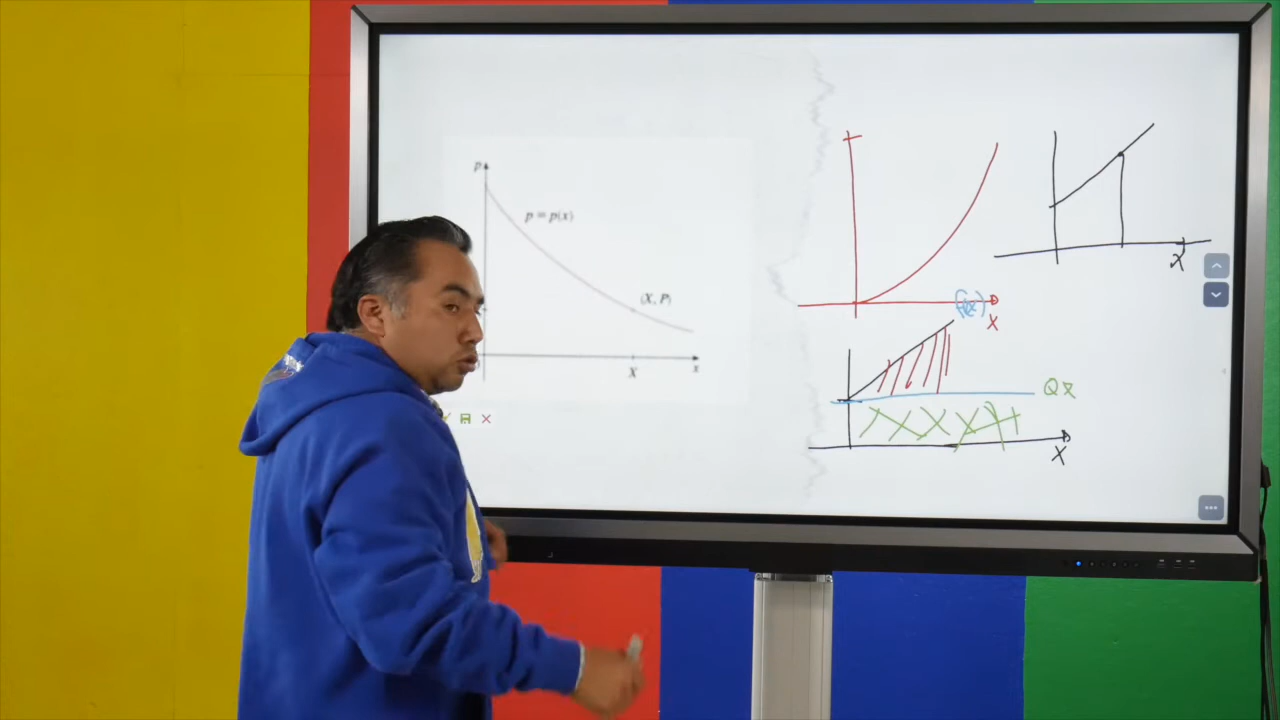 p
p = p(x)
(X, P)
X
x
x
f(x)
x
Qx
x